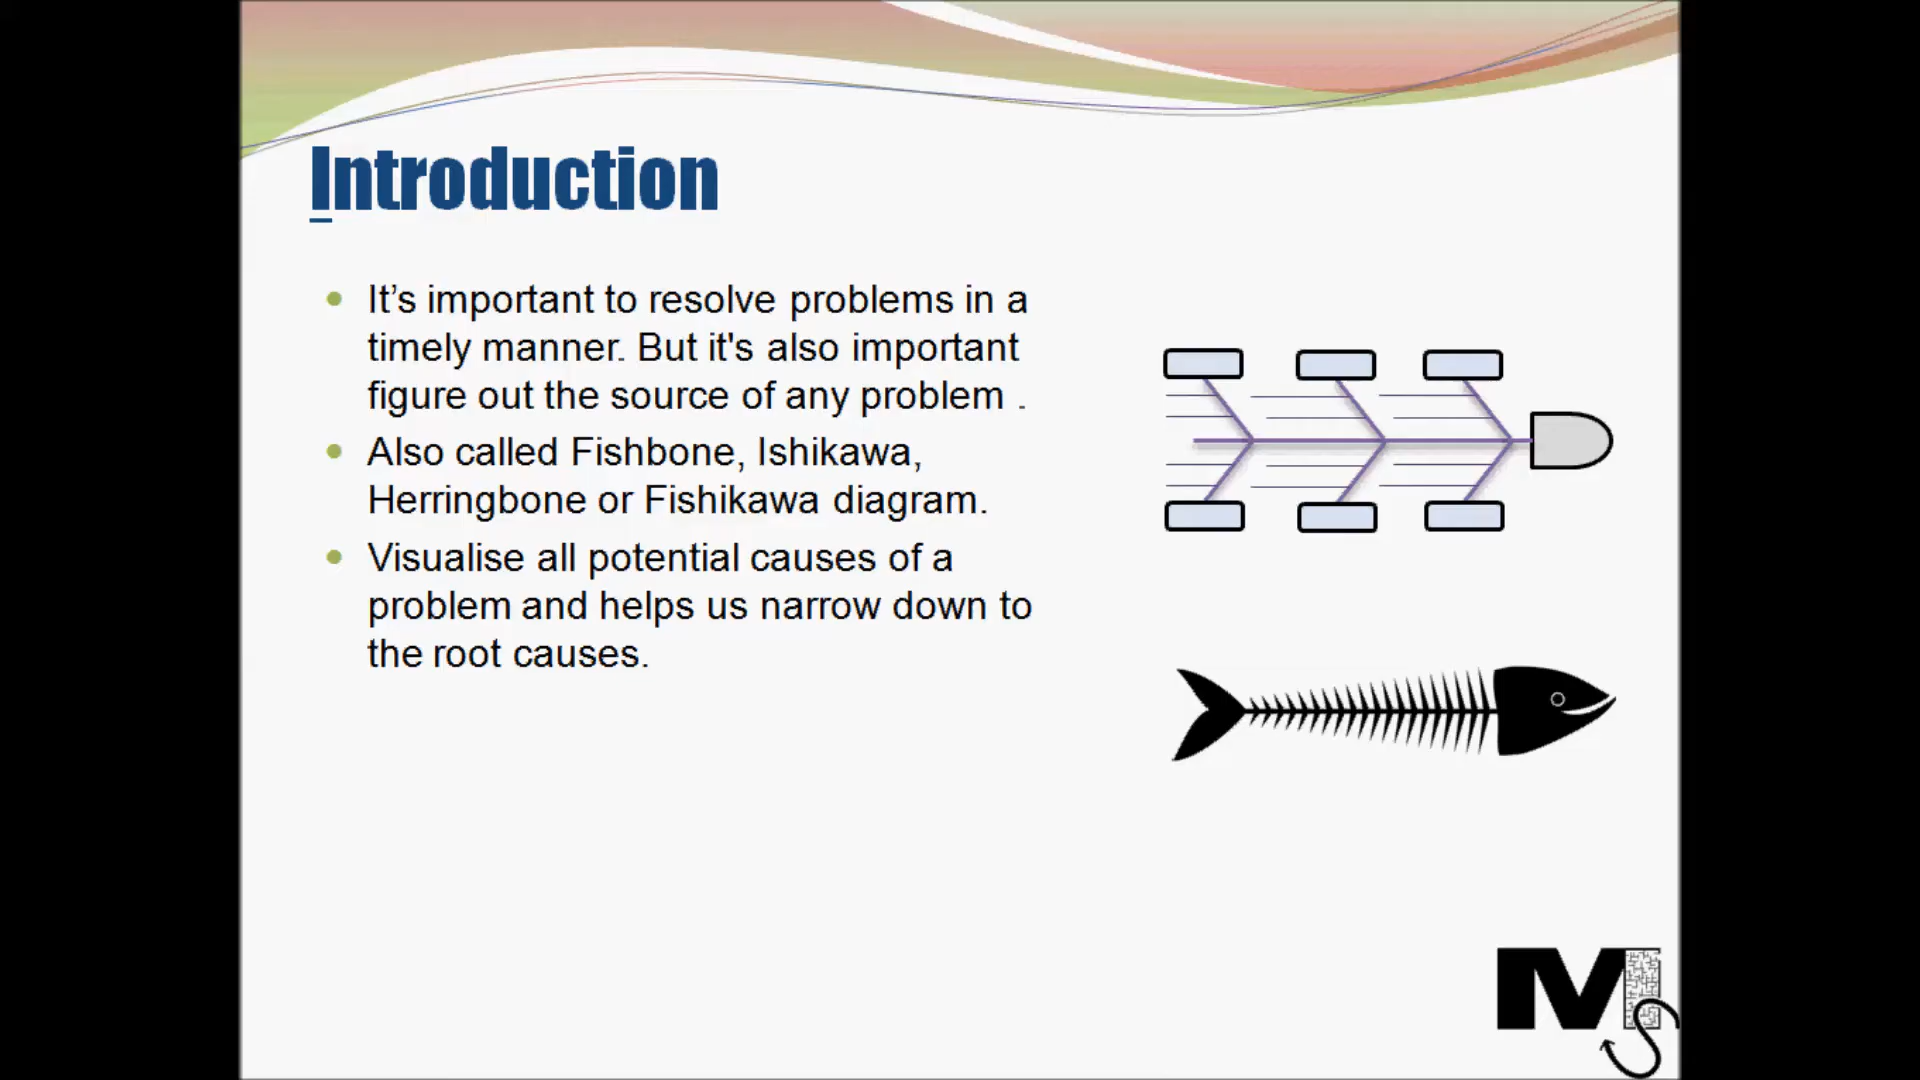 Introduction
It’s important to resolve problems in a
timely manner. But it's also important
figure out the source of any problem .
Also called Fishbone, Ishikawa,
Herringbone or Fishikawa diagram.
Visualise all potential causes of a
problem and helps us narrow down to
the root causes.
MS